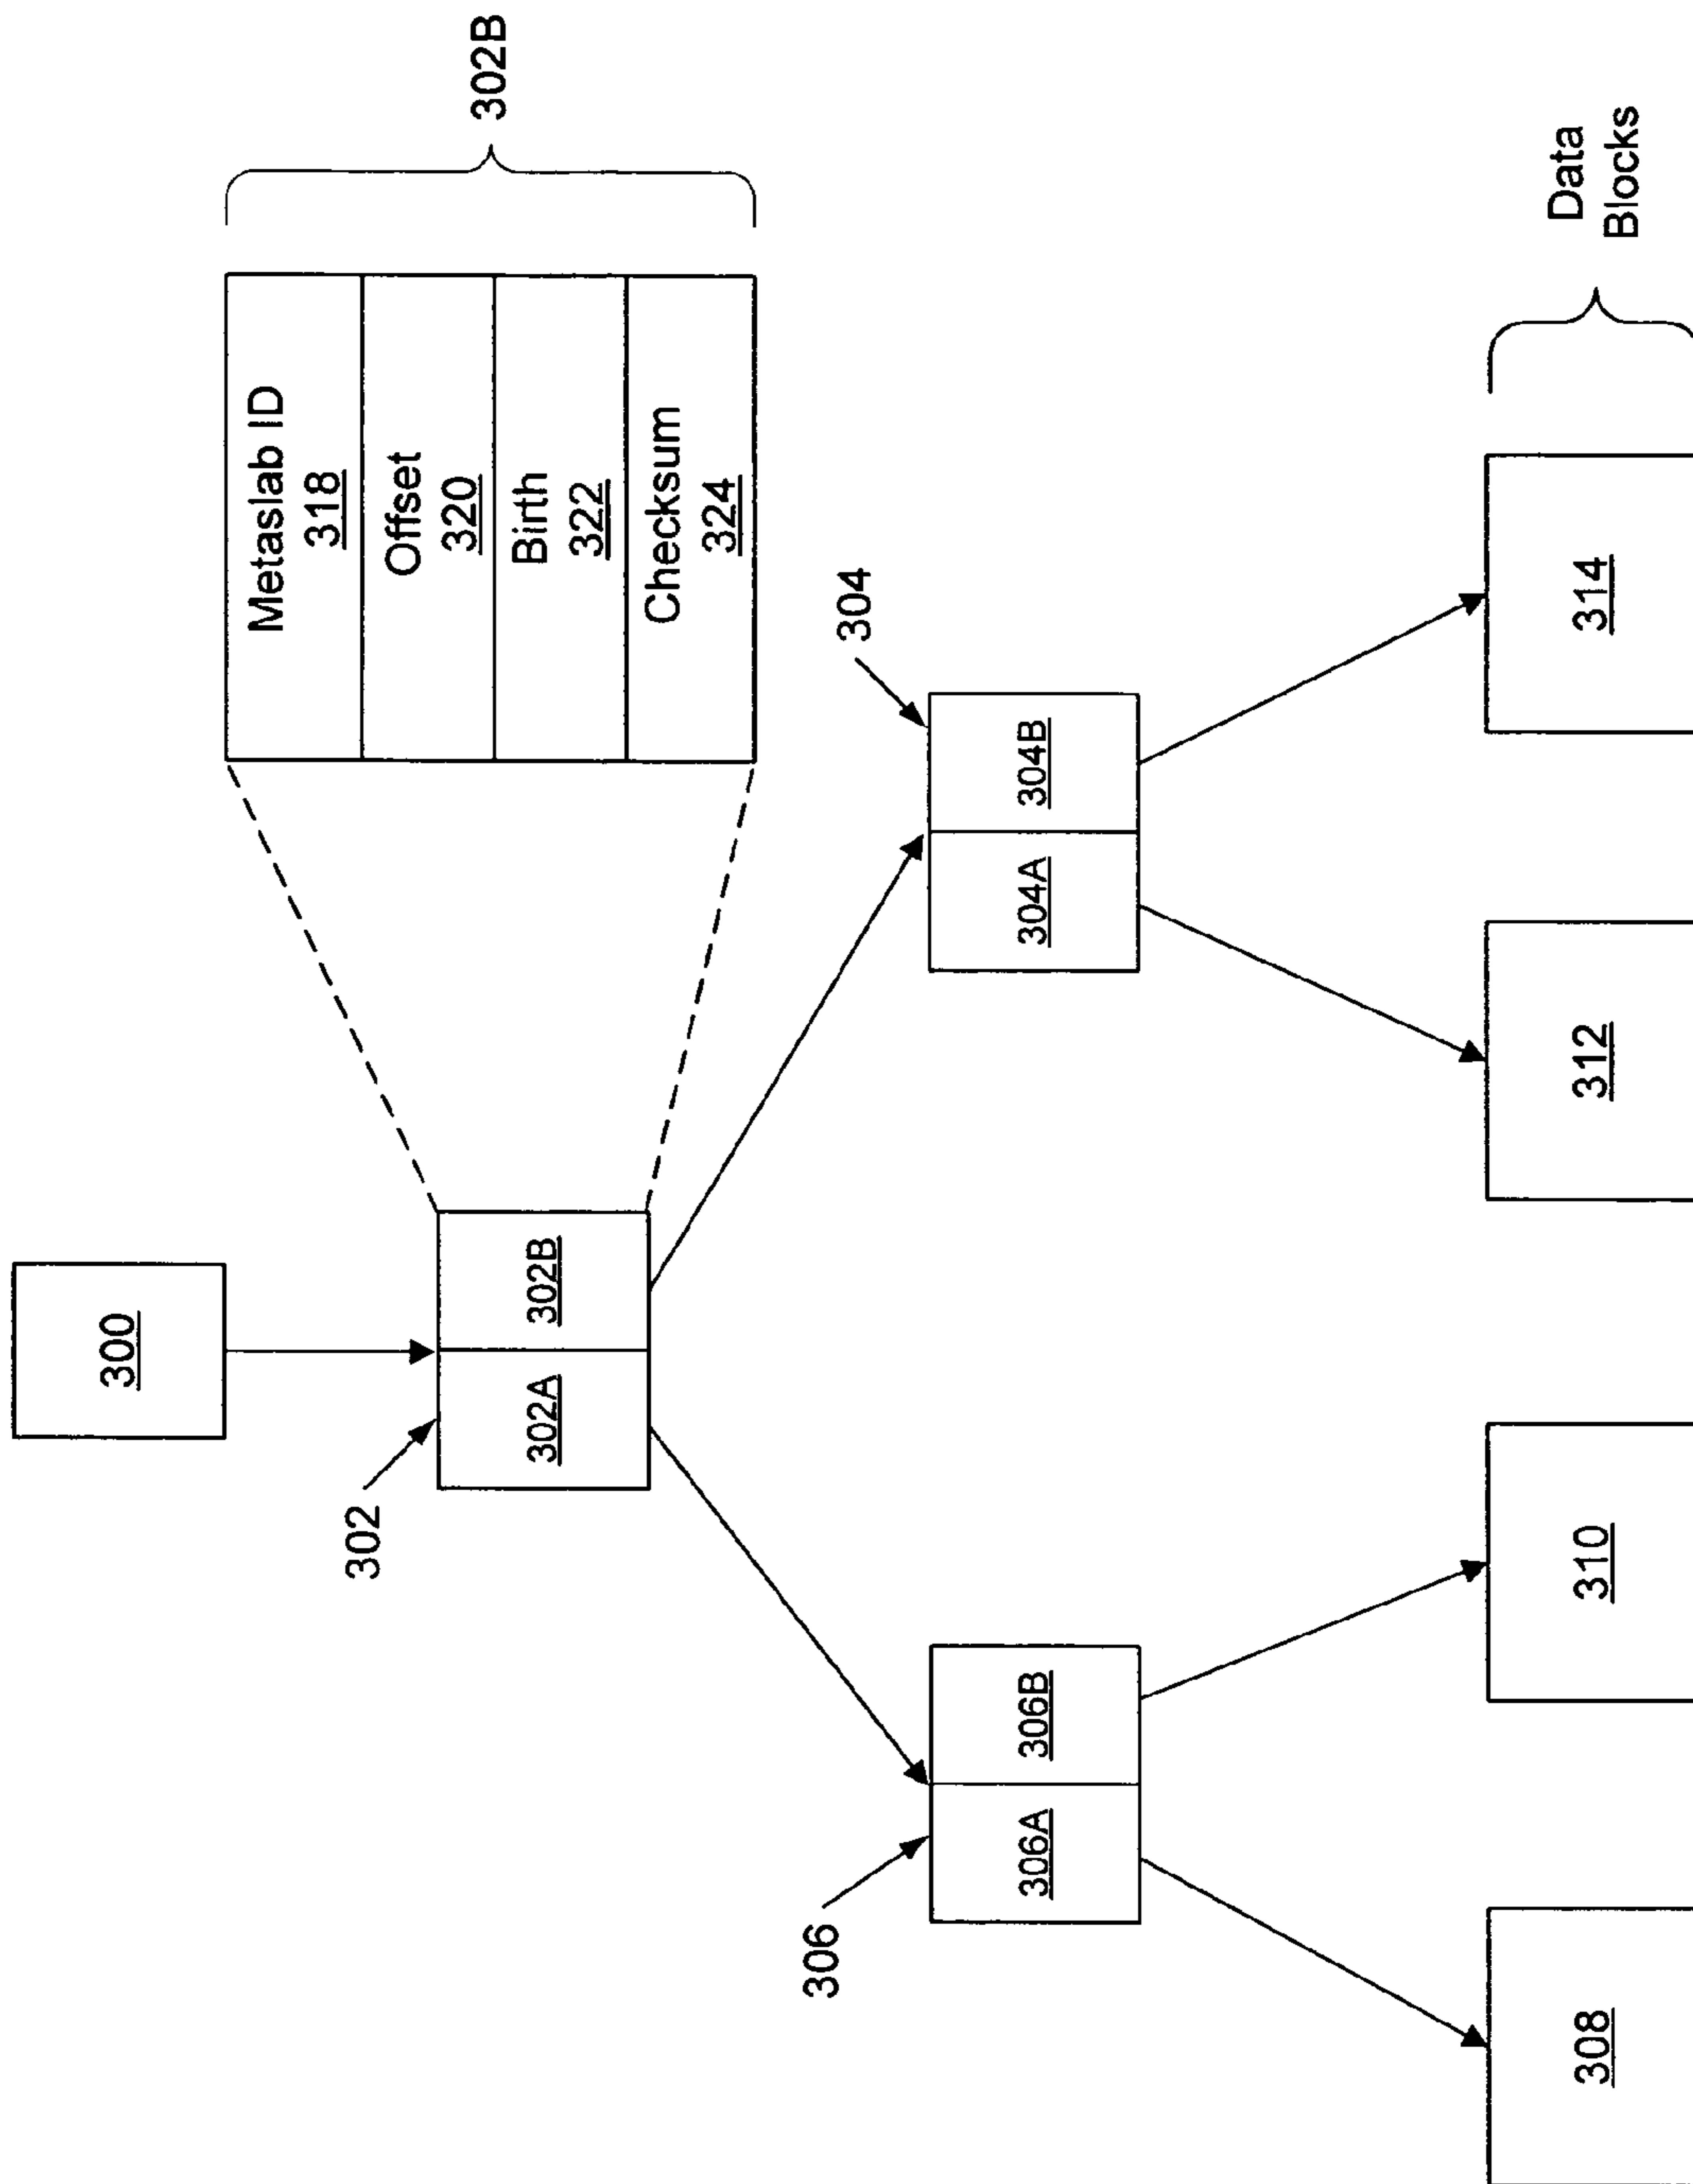 300
302
302A
302B
Metaslab ID
318
Offset
320
Birth
322
Checksum
324
302B
306
306A
306B
304
304A
304B
308
310
312
314
Data
Blocks